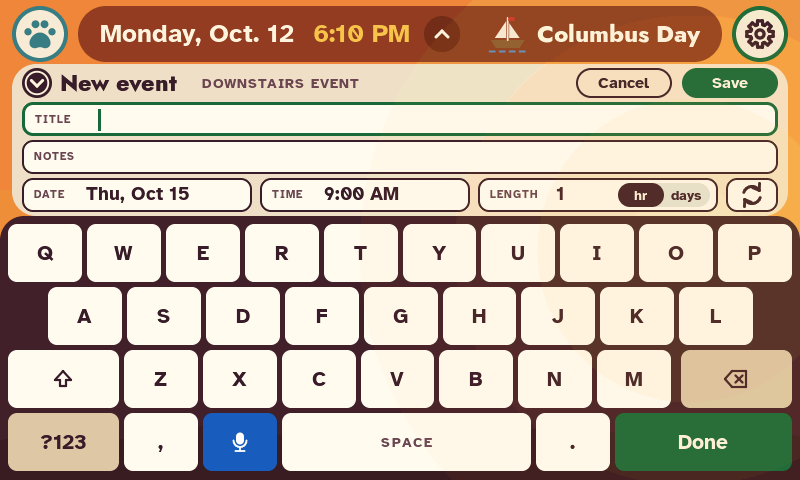 Monday, Oct. 12 6:10 PM Columbus Day
New event DOWNSTAIRS EVENT Cancel Save
TITLE
NOTES
DATE Thu, Oct 15 TIME 9:00 AM LENGTH 1 hr days
Q W E R T Y U I O P
A S D F G H J K L
Z X C V B N M
?123 , SPACE . Done